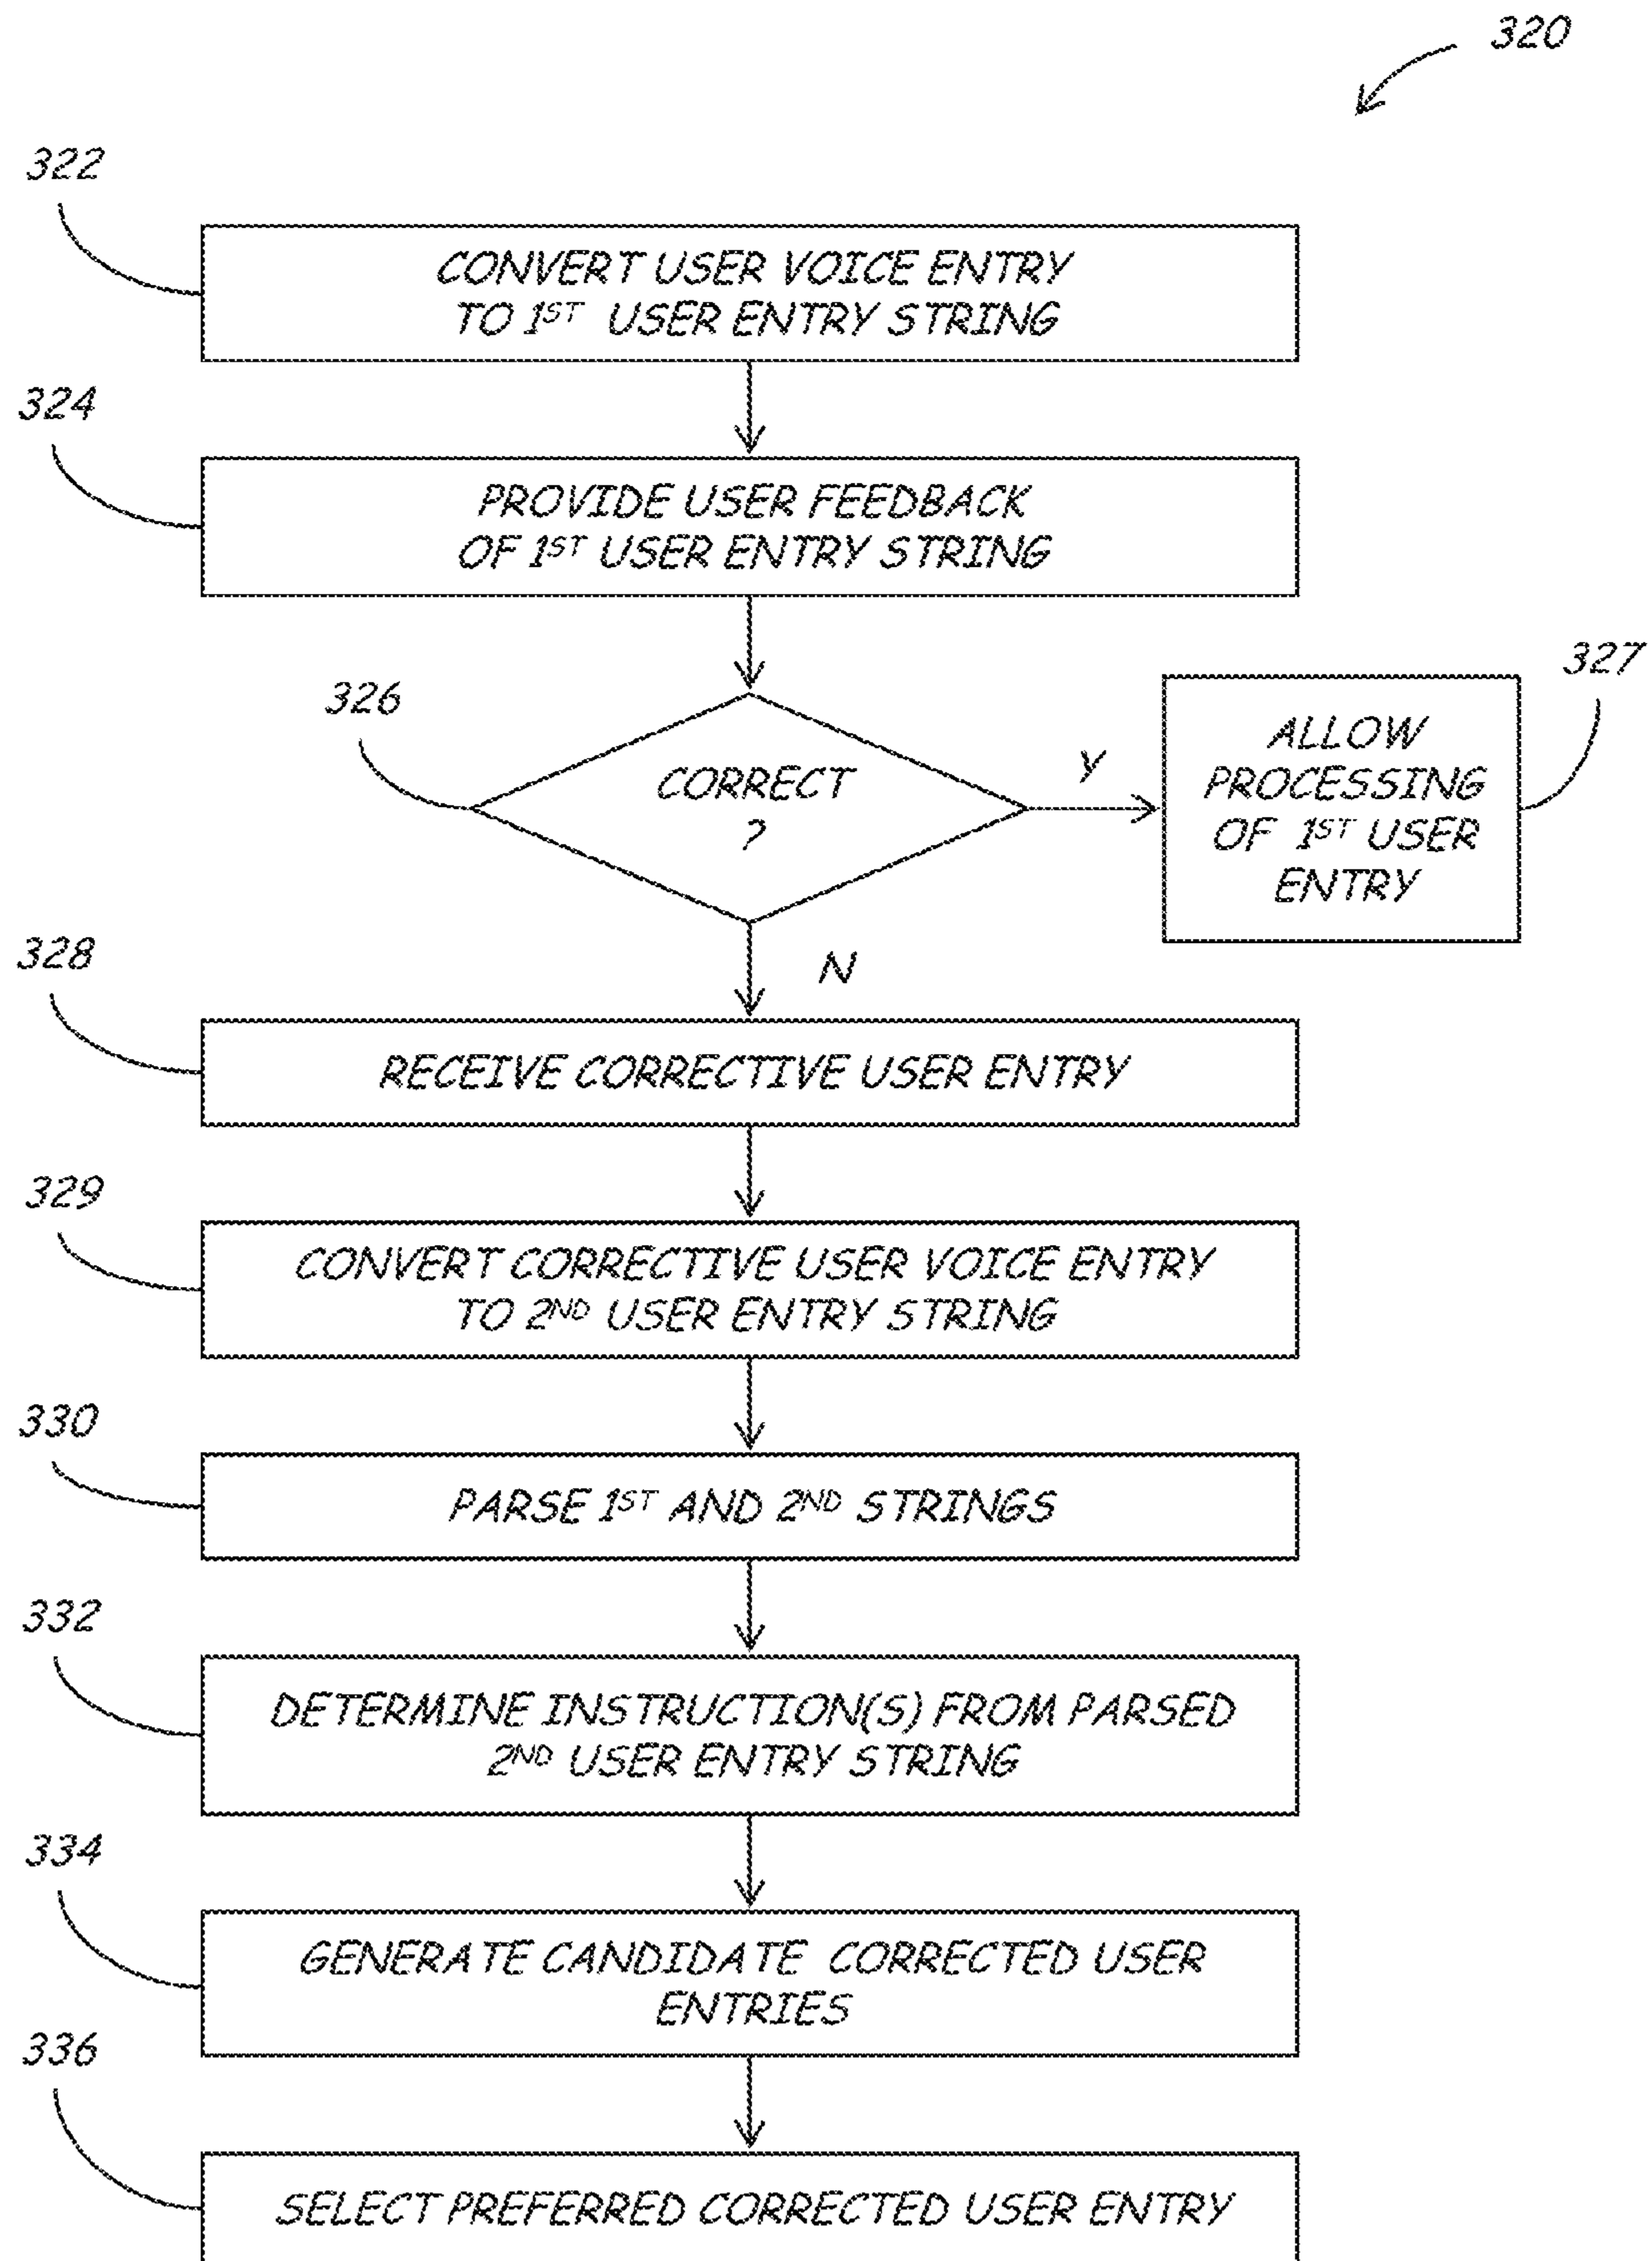 320
322
CONVERT USER VOICE ENTRY
TO 1ST USER ENTRY STRING
324
PROVIDE USER FEEDBACK
OF 1ST USER ENTRY STRING
326
CORRECT
?
Y
327
ALLOW
PROCESSING
OF 1ST USER
ENTRY
N
328
RECEIVE CORRECTIVE USER ENTRY
329
CONVERT CORRECTIVE USER VOICE ENTRY
TO 2ND USER ENTRY STRING
330
PARSE 1ST AND 2ND STRINGS
332
DETERMINE INSTRUCTION(S) FROM PARSED
2ND USER ENTRY STRING
334
GENERATE CANDIDATE CORRECTED USER
ENTRIES
336
SELECT PREFERRED CORRECTED USER ENTRY